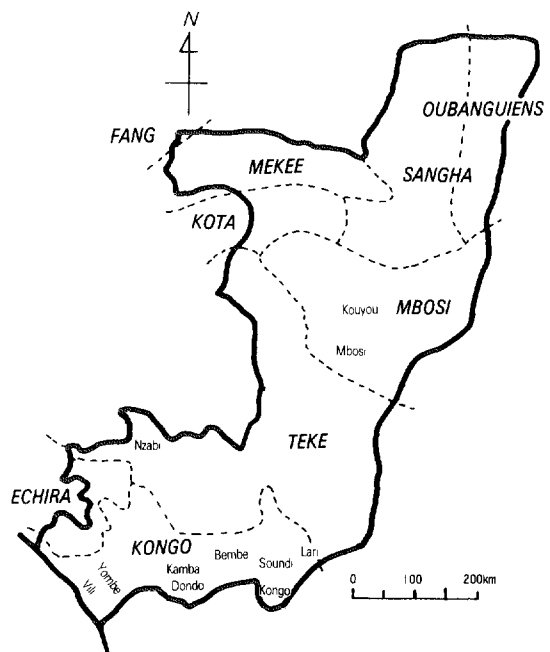 N
OUBANGUIENS
FANG
MEKEE
SANGHA
KOTA
Kouyou
MBOSI
Mbosi
TEKE
Nzabi
ECHIRA
KONGO
Bembe
Soundi
Lari
Kamba
Dondo
Kongo
Yombe
Vili
0 100 200km